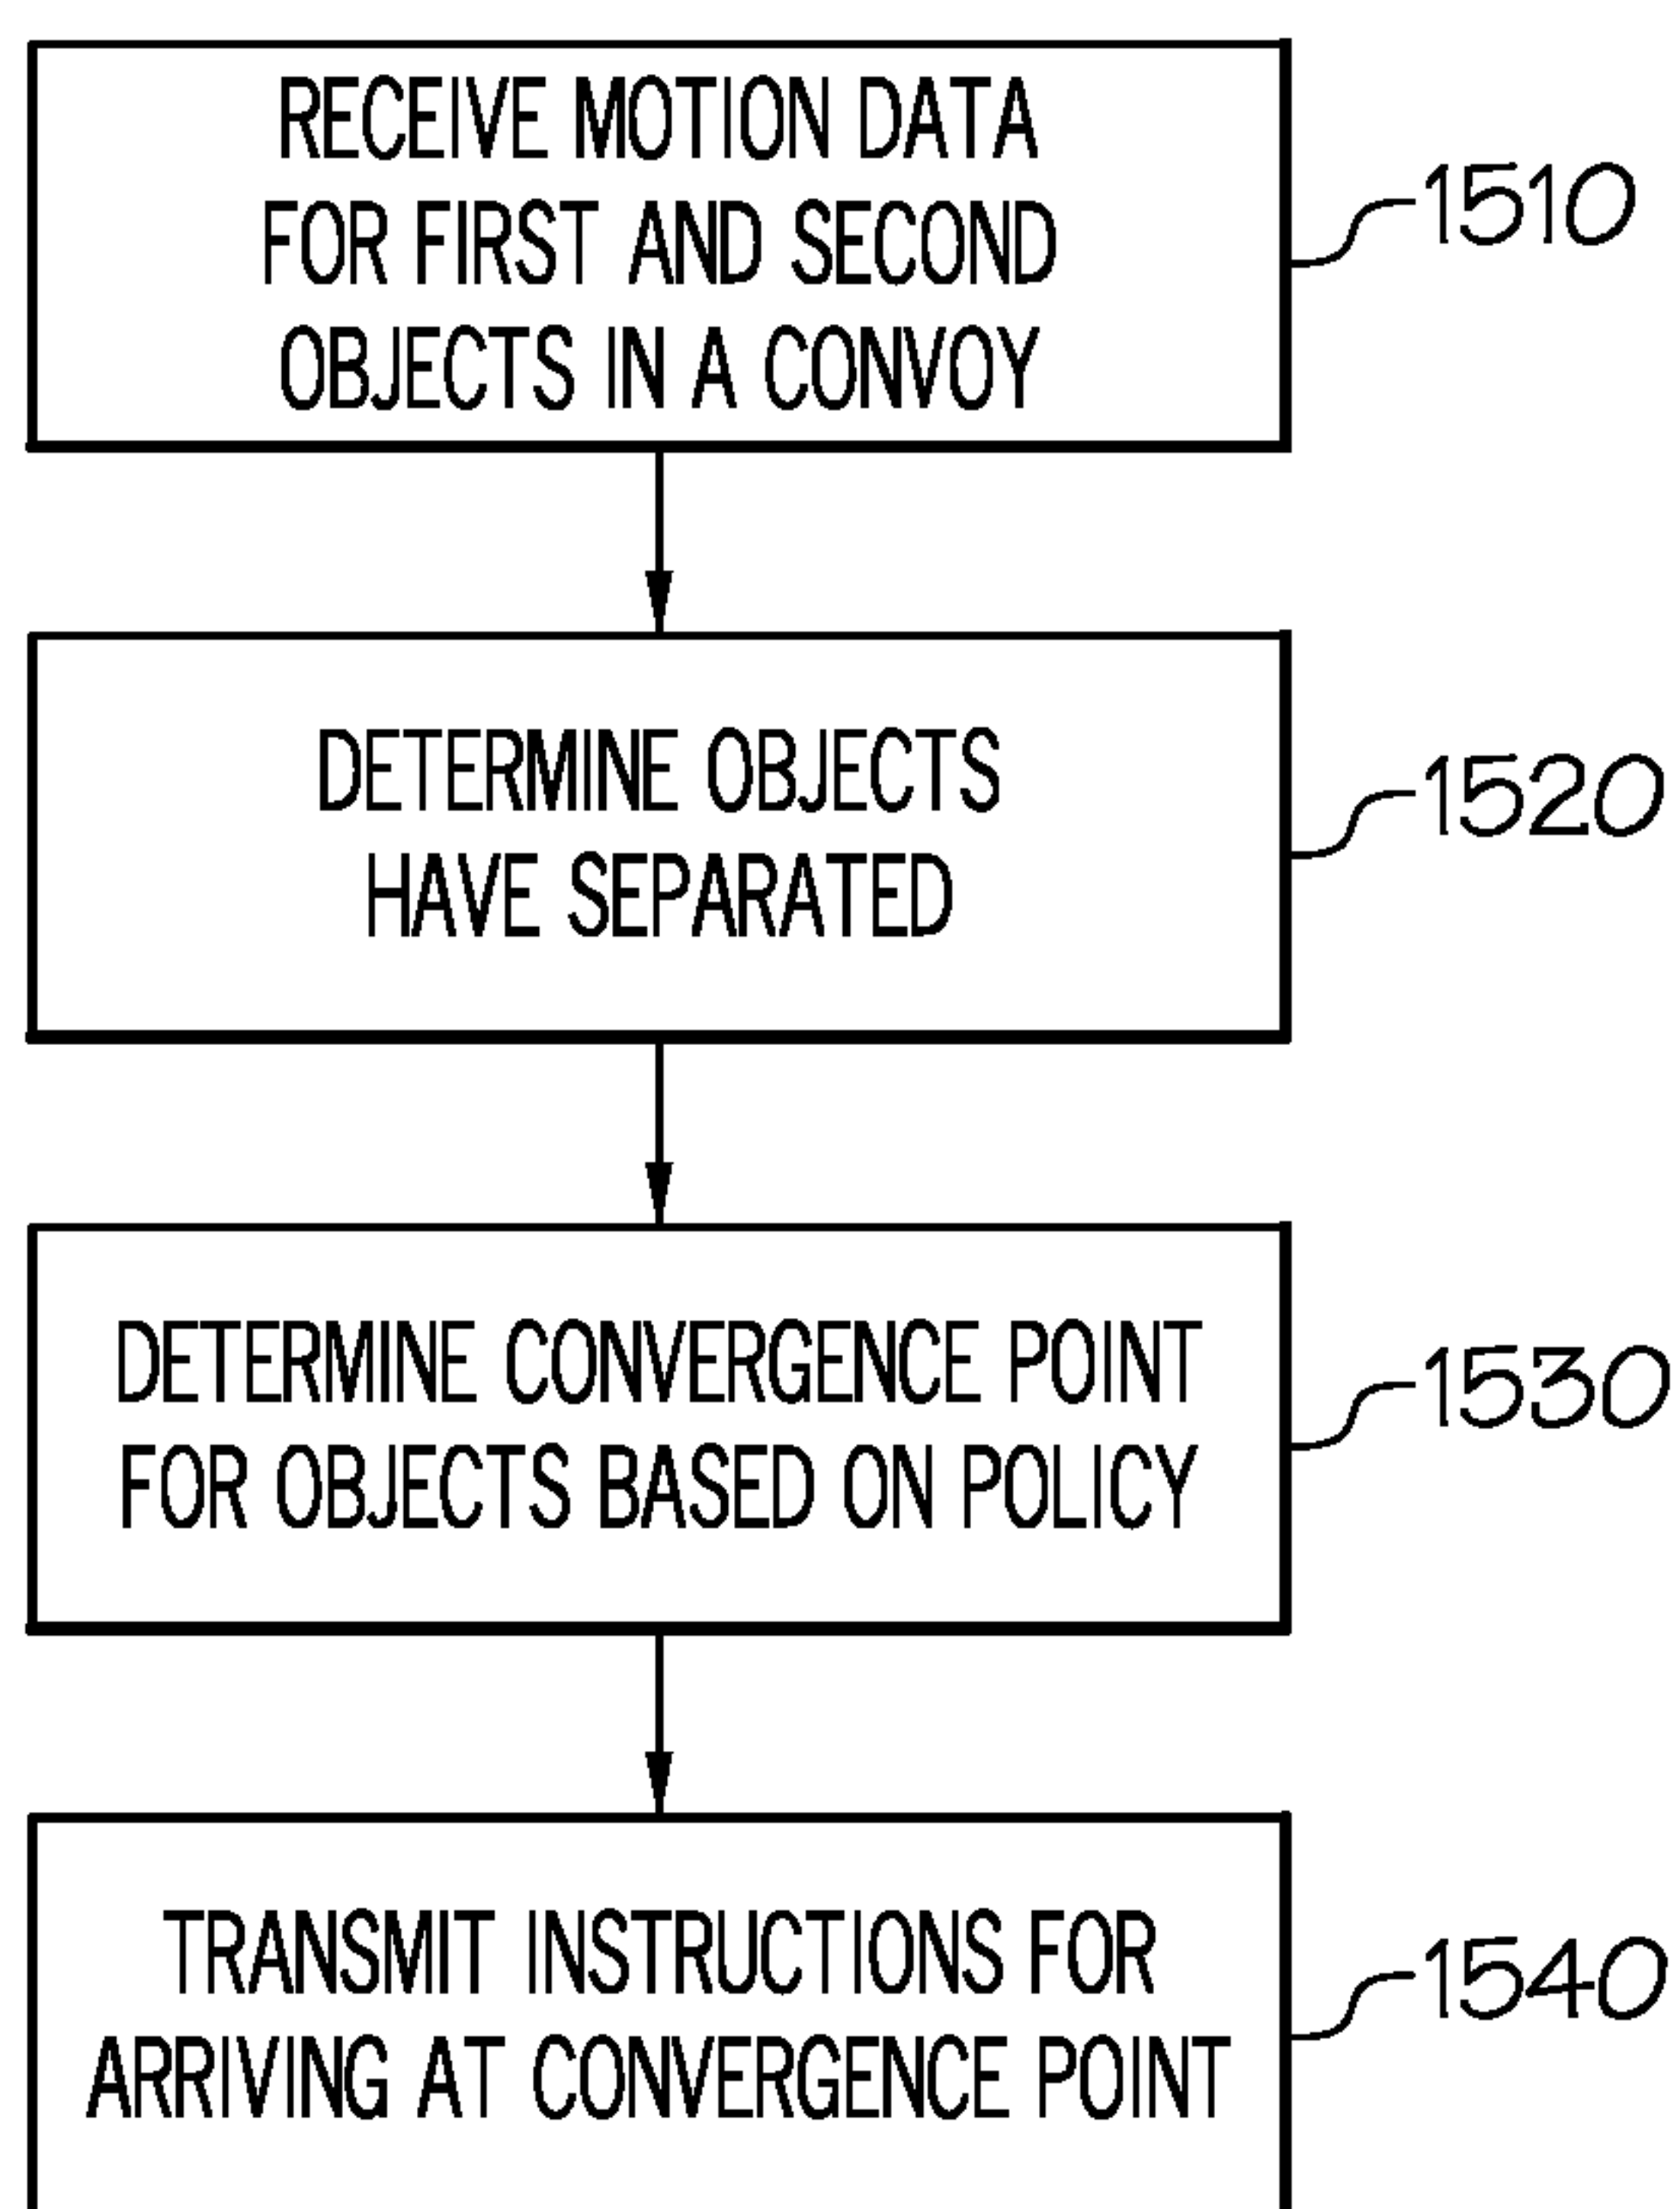 RECEIVE MOTION DATA
FOR FIRST AND SECOND
OBJECTS IN A CONVOY
1510
DETERMINE OBJECTS
HAVE SEPARATED
1520
DETERMINE CONVERGENCE POINT
FOR OBJECTS BASED ON POLICY
1530
TRANSMIT INSTRUCTIONS FOR
ARRIVING AT CONVERGENCE POINT
1540